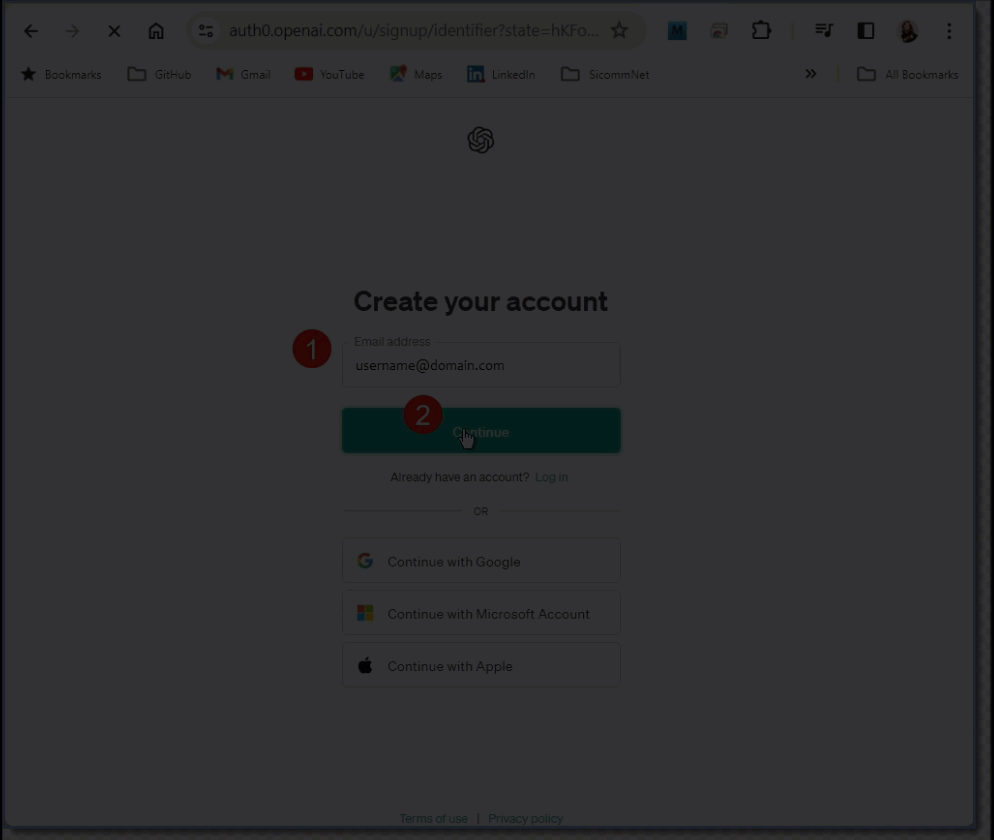 auth0.openai.com/u/signup/identifier?state=hKFo...
M
Bookmarks GitHub Gmail YouTube Maps LinkedIn SicommNet » All Bookmarks
Create your account
1
Email address
username@domain.com
2
Continue
Already have an account? Log in
OR
Continue with Google
Continue with Microsoft Account
Continue with Apple
Terms of use | Privacy policy